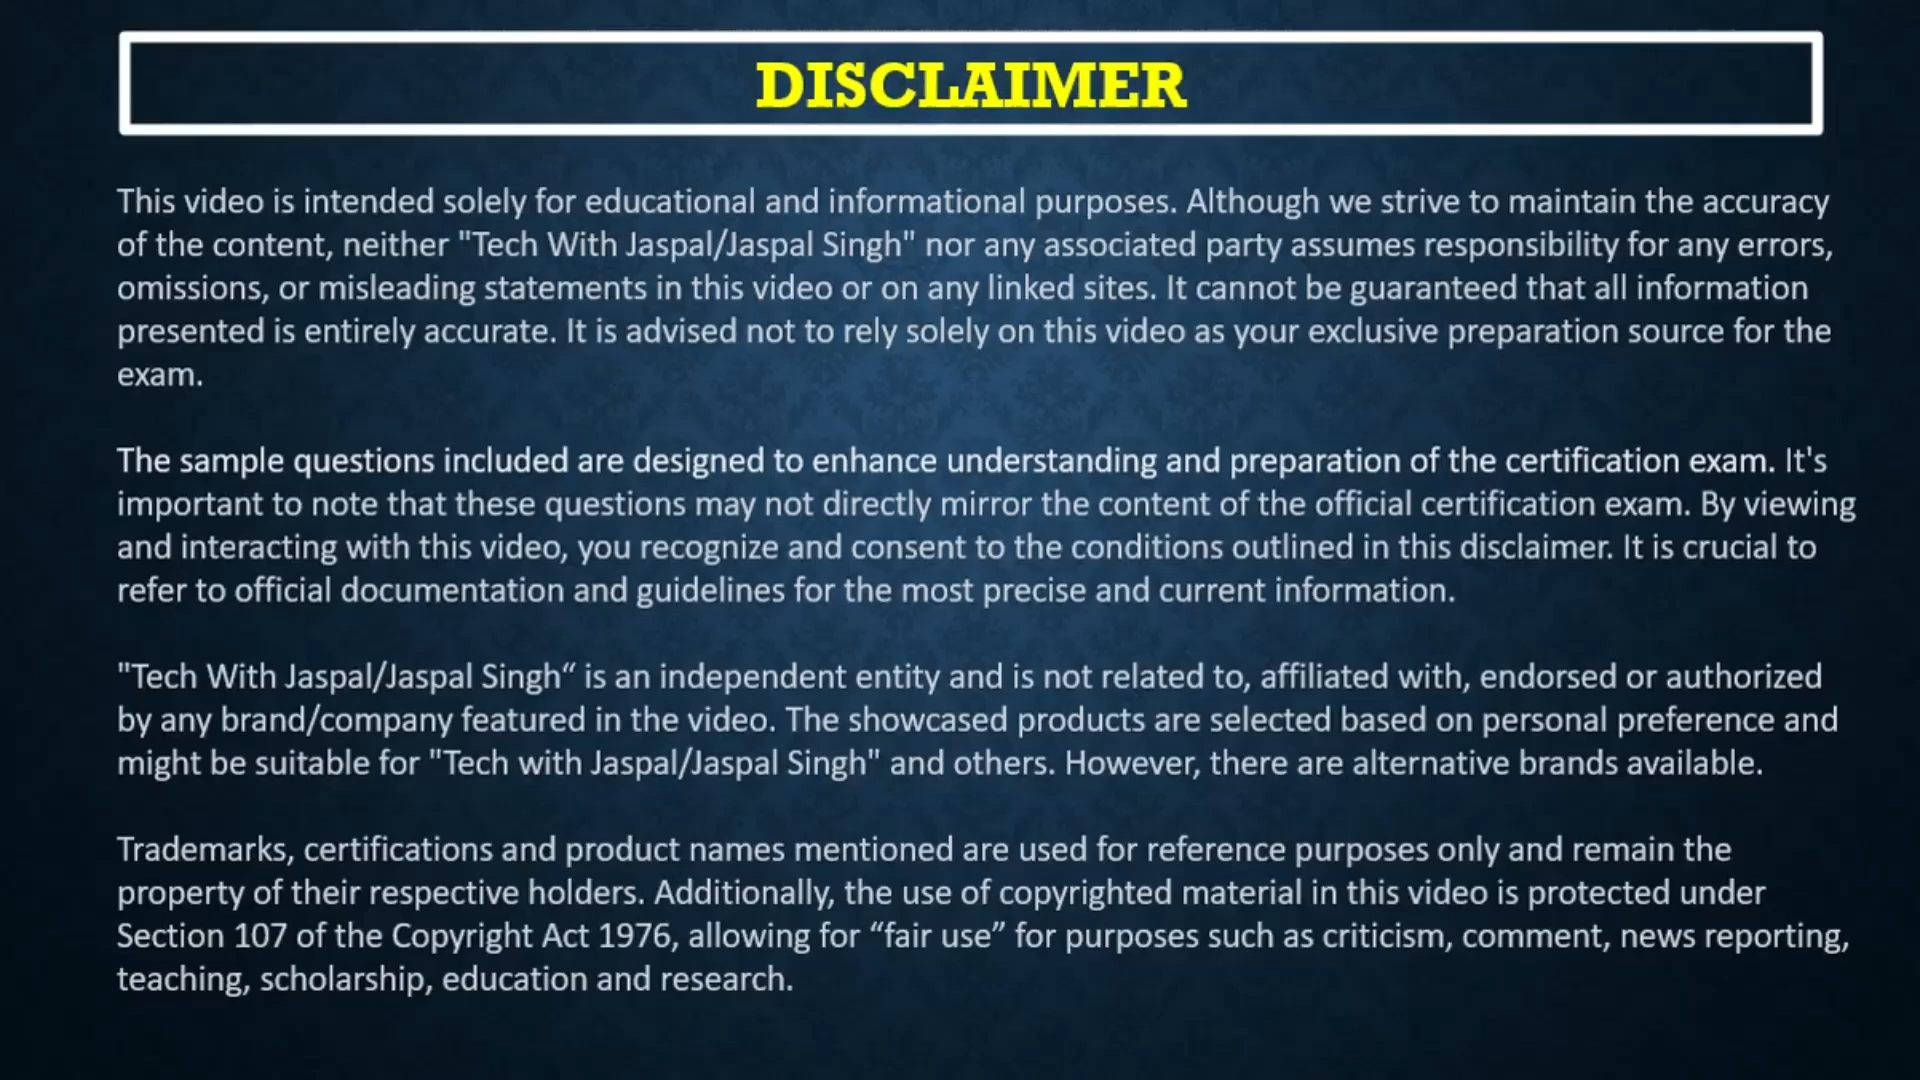 DISCLAIMER
This video is intended solely for educational and informational purposes. Although we strive to maintain the accuracy
of the content, neither "Tech With Jaspal/Jaspal Singh" nor any associated party assumes responsibility for any errors,
omissions, or misleading statements in this video or on any linked sites. It cannot be guaranteed that all information
presented is entirely accurate. It is advised not to rely solely on this video as your exclusive preparation source for the
exam.
The sample questions included are designed to enhance understanding and preparation of the certification exam. It's
important to note that these questions may not directly mirror the content of the official certification exam. By viewing
and interacting with this video, you recognize and consent to the conditions outlined in this disclaimer. It is crucial to
refer to official documentation and guidelines for the most precise and current information.
"Tech With Jaspal/Jaspal Singh“ is an independent entity and is not related to, affiliated with, endorsed or authorized
by any brand/company featured in the video. The showcased products are selected based on personal preference and
might be suitable for "Tech with Jaspal/Jaspal Singh" and others. However, there are alternative brands available.
Trademarks, certifications and product names mentioned are used for reference purposes only and remain the
property of their respective holders. Additionally, the use of copyrighted material in this video is protected under
Section 107 of the Copyright Act 1976, allowing for “fair use” for purposes such as criticism, comment, news reporting,
teaching, scholarship, education and research.